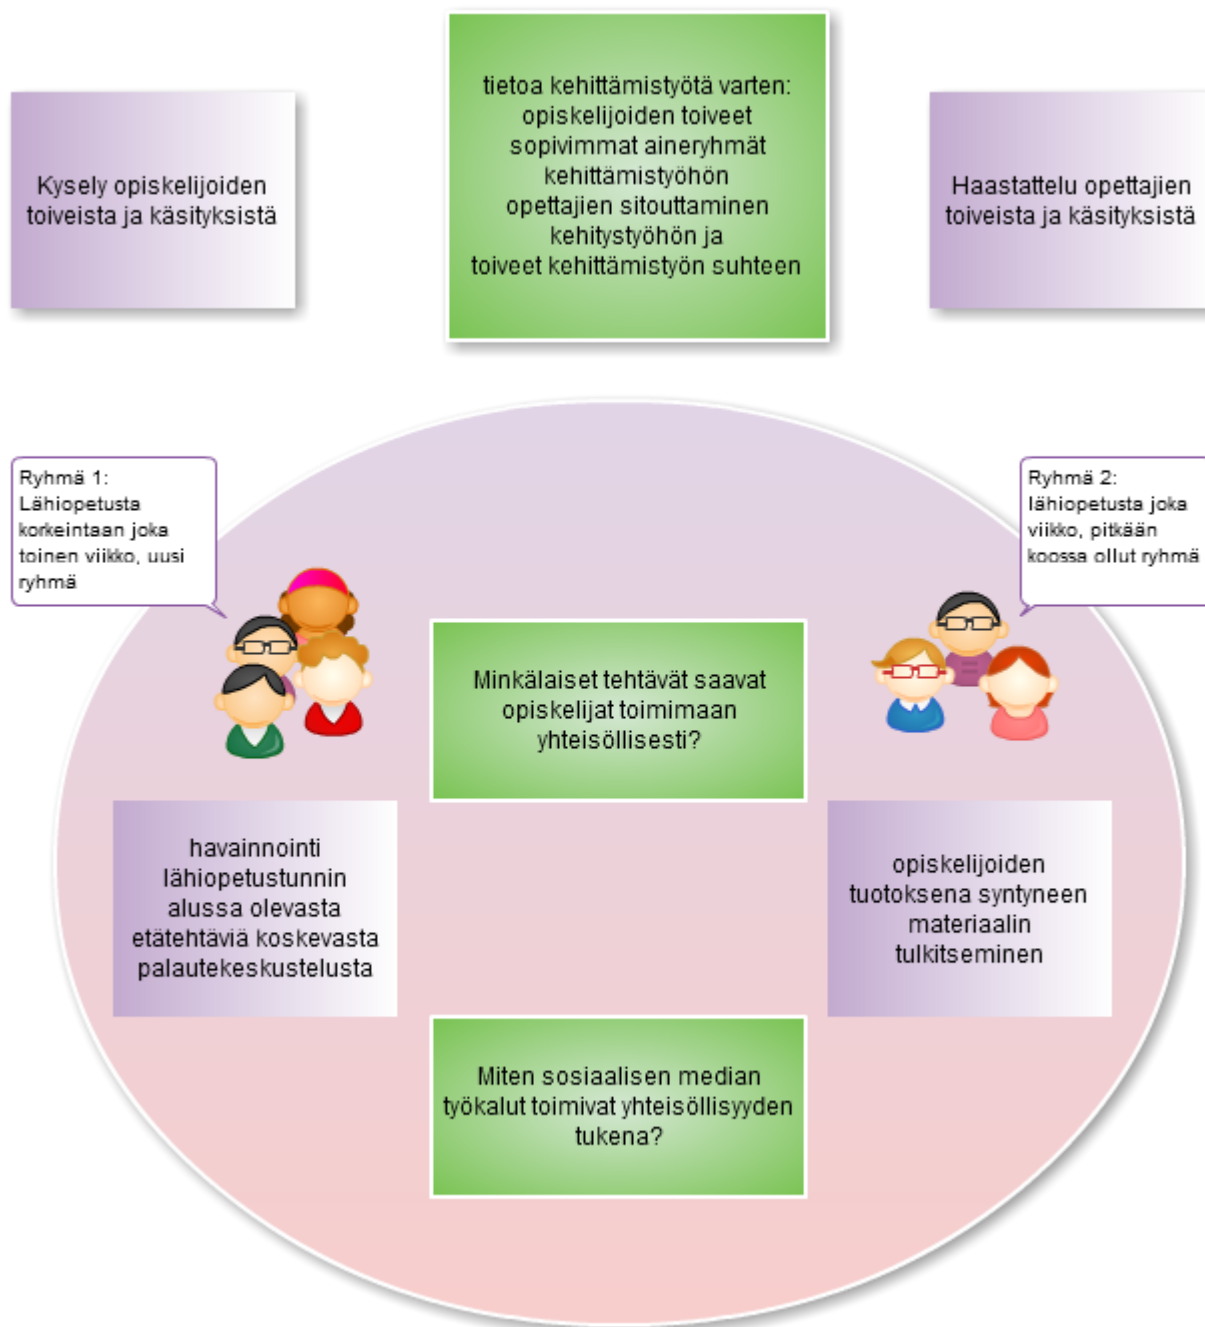 Kysely opiskelijoiden
toiveista ja käsityksistä
tietoa kehittämistyötä varten:
opiskelijoiden toiveet
sopivimmat aineryhmät
kehittämistyöhön
opettajien sitouttaminen
kehitystyöhön ja
toiveet kehittämistyön suhteen
Haastattelu opettajien
toiveista ja käsityksistä
Ryhmä 1:
Lähiopetusta
korkeintaan joka
toinen viikko, uusi
ryhmä
Ryhmä 2:
lähiopetusta joka
viikko, pitkään
koossa ollut ryhmä
Minkälaiset tehtävät saavat
opiskelijat toimimaan
yhteisöllisesti?
havainnointi
lähiopetustunnin
alussa olevasta
etätehtäviä koskevasta
palautekeskustelusta
opiskelijoiden
tuotoksena syntyneen
materiaalin
tulkitseminen
Miten sosiaalisen median
työkalut toimivat yhteisöllisyyden
tukena?